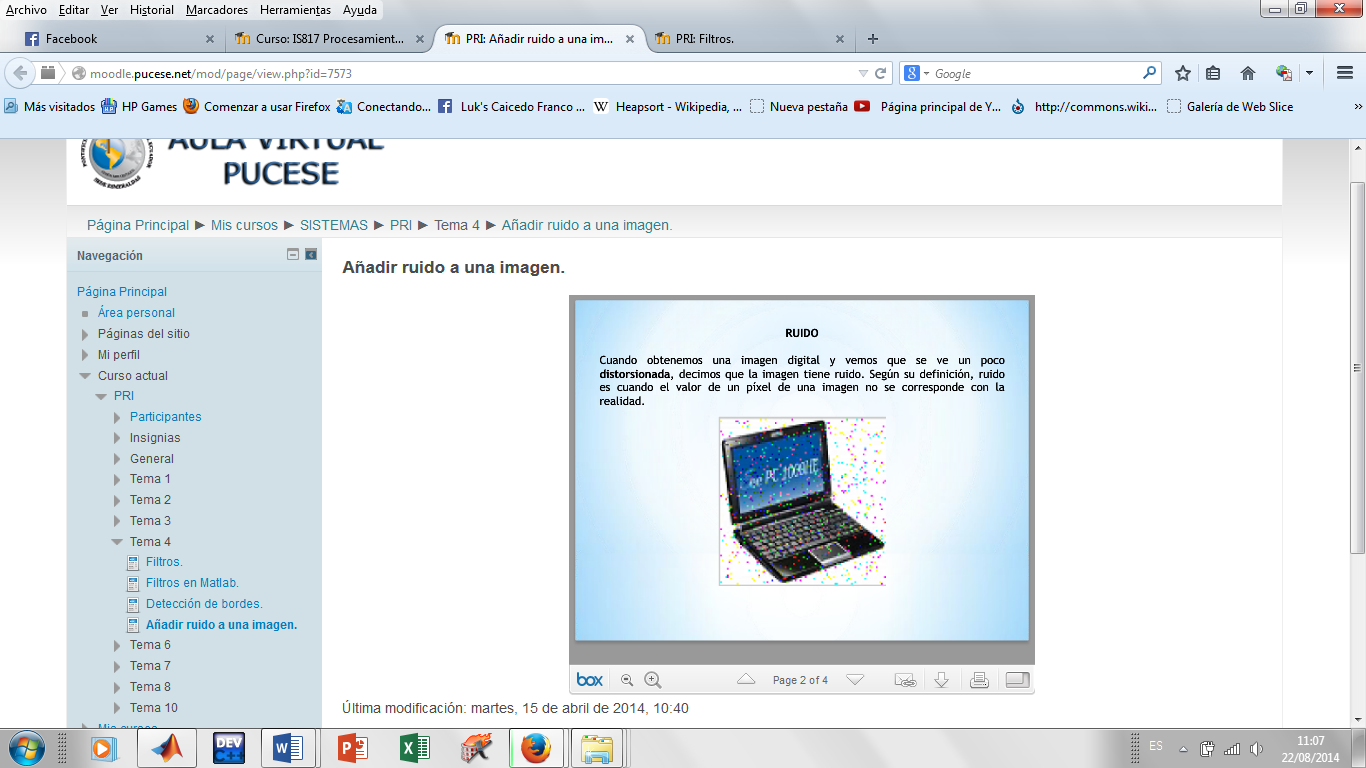 Archivo Editar Ver Historial Marcadores Herramientas Ayuda
Facebook
Curso: IS817 Procesamient...
PRI: Añadir ruido a una im...
PRI: Filtros.
moodle.pucese.net/mod/page/view.php?id=7573
Google
Más visitados
HP Games
Comenzar a usar Firefox
Conectando...
Luk's Caicedo Franco ...
Heapsort - Wikipedia, ...
Nueva pestaña
Página principal de Y...
http://commons.wiki...
Galería de Web Slice
AULA VIRTUAL
PUCESE
Página Principal ► Mis cursos ► SISTEMAS ► PRI ► Tema 4 ► Añadir ruido a una imagen.
Navegación
Página Principal
Área personal
Páginas del sitio
Mi perfil
Curso actual
PRI
Participantes
Insignias
General
Tema 1
Tema 2
Tema 3
Tema 4
Filtros.
Filtros en Matlab.
Detección de bordes.
Añadir ruido a una imagen.
Tema 6
Tema 7
Tema 8
Tema 10
Mis cursos
Añadir ruido a una imagen.
RUIDO
Cuando obtenemos una imagen digital y vemos que se ve un poco
distorsionada, decimos que la imagen tiene ruido. Según su definición, ruido
es cuando el valor de un píxel de una imagen no se corresponde con la
realidad.
PC 1000HE
box
Page 2 of 4
Última modificación: martes, 15 de abril de 2014, 10:40
DEV
C++
ES
11:07
22/08/2014